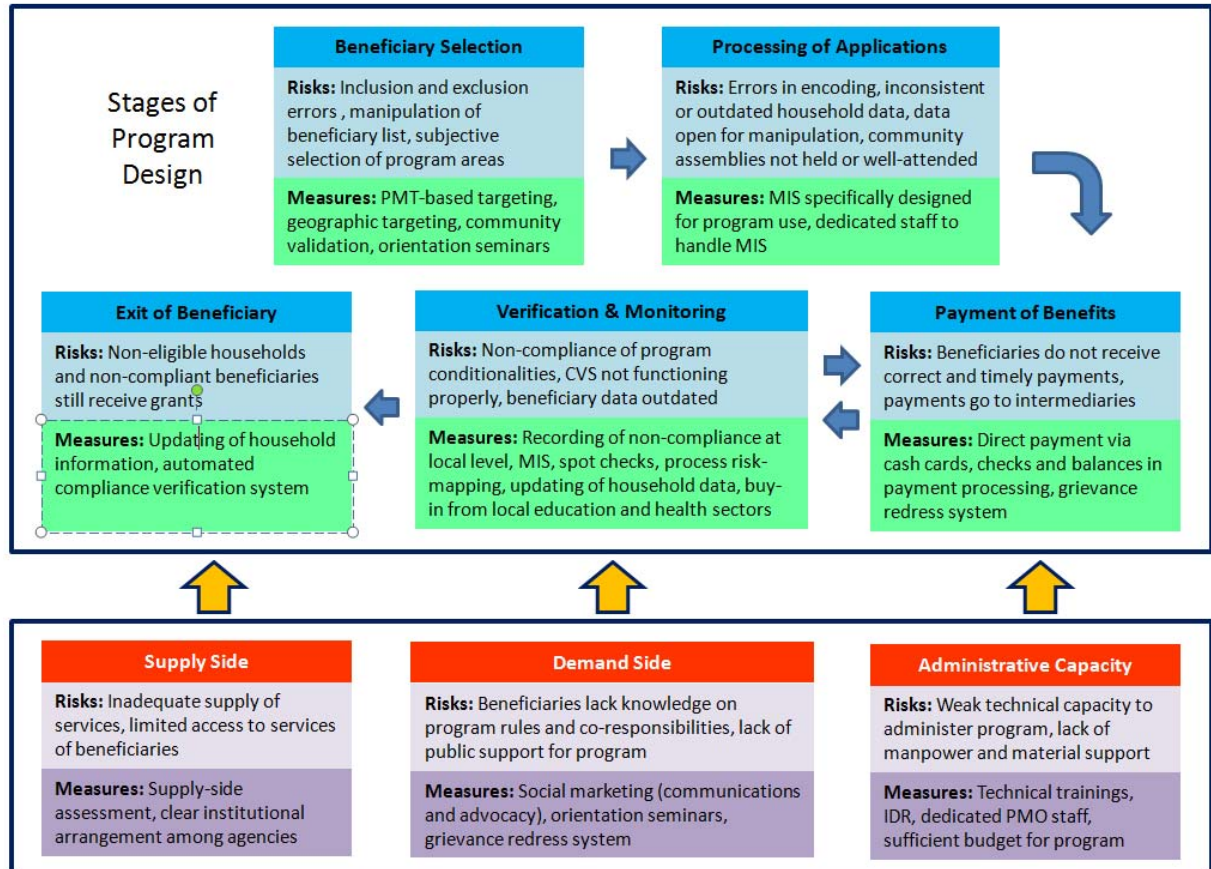 Stages of
Program
Design
Beneficiary Selection
Risks: Inclusion and exclusion
errors , manipulation of
beneficiary list, subjective
selection of program areas
Measures: PMT-based targeting,
geographic targeting, community
validation, orientation seminars
Processing of Applications
Risks: Errors in encoding, inconsistent
or outdated household data, data
open for manipulation, community
assemblies not held or well-attended
Measures: MIS specifically designed
for program use, dedicated staff to
handle MIS
Exit of Beneficiary
Risks: Non-eligible households
and non-compliant beneficiaries
still receive grants
Measures: Updating of household
information, automated
compliance verification system
Verification & Monitoring
Risks: Non-compliance of program
conditionalities, CVS not functioning
properly, beneficiary data outdated
Measures: Recording of non-compliance at
local level, MIS, spot checks, process risk-
mapping, updating of household data, buy-
in from local education and health sectors
Payment of Benefits
Risks: Beneficiaries do not receive
correct and timely payments,
payments go to intermediaries
Measures: Direct payment via
cash cards, checks and balances in
payment processing, grievance
redress system
Supply Side
Risks: Inadequate supply of
services, limited access to services
of beneficiaries
Measures: Supply-side
assessment, clear institutional
arrangement among agencies
Demand Side
Risks: Beneficiaries lack knowledge on
program rules and co-responsibilities, lack of
public support for program
Measures: Social marketing (communications
and advocacy), orientation seminars,
grievance redress system
Administrative Capacity
Risks: Weak technical capacity to
administer program, lack of
manpower and material support
Measures: Technical trainings,
IDR, dedicated PMO staff,
sufficient budget for program